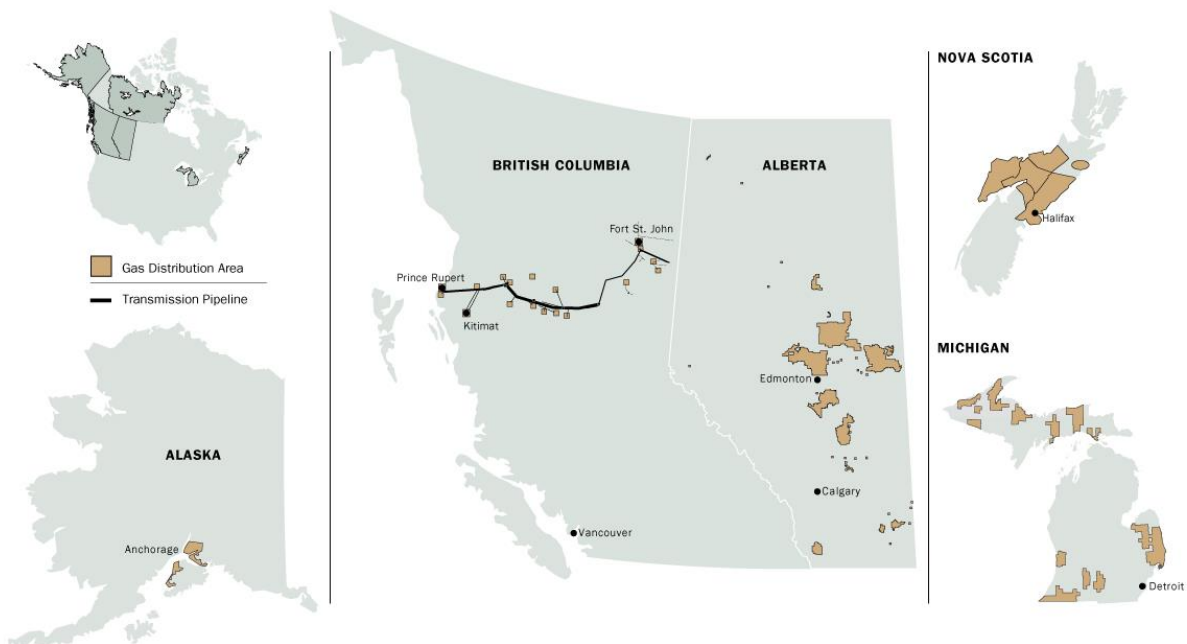 Gas Distribution Area
Transmission Pipeline
ALASKA
Anchorage
BRITISH COLUMBIA
ALBERTA
Fort St. John
Prince Rupert
Kitimat
Edmonton
Calgary
Vancouver
NOVA SCOTIA
Halifax
MICHIGAN
Detroit